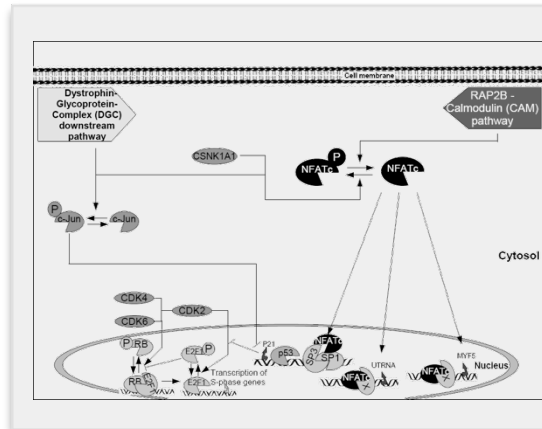 Cell membrane
Dystrophin-
Glycoprotein-
Complex (DGC)
downstream
pathway
RAP2B -
Calmodulin (CAM)
pathway
CSNK1A1
P
NFATc
NFATc
P
c-Jun
c-Jun
Cytosol
CDK4
CDK2
CDK6
P
RB
E2F1
P
P21
p53
SP3
NFATc
SP1
UTRNA
MYF5
Nucleus
RB
E2F1
E2F1
Transcription of
S-phase genes
NFATc
X
NFATc
X